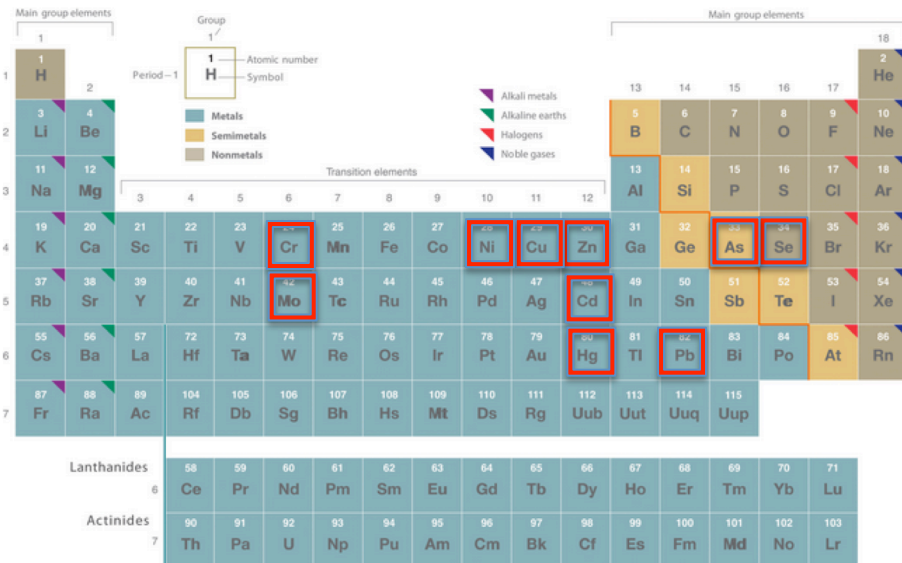 Main group elements
Main group elements
Group
1
1
18
1 — Atomic number
Period – 1 H — Symbol
1
1 H
2 He
2
13 14 15 16 17
Metals
Semimetals
Nonmetals
Alkali metals
Alkaline earths
Halogens
Noble gases
2
3 4 5 6 7 8 9 10
Li Be B C N O F Ne
Transition elements
3 4 5 6 7 8 9 10 11 12
3
11 12 13 14 15 16 17 18
Na Mg Al Si P S Cl Ar
4
19 20 21 22 23 24 25 26 27 28 29 30 31 32 33 34 35 36
K Ca Sc Ti V Cr Mn Fe Co Ni Cu Zn Ga Ge As Se Br Kr
5
37 38 39 40 41 42 43 44 45 46 47 48 49 50 51 52 53 54
Rb Sr Y Zr Nb Mo Tc Ru Rh Pd Ag Cd In Sn Sb Te I Xe
6
55 56 57 72 73 74 75 76 77 78 79 80 81 82 83 84 85 86
Cs Ba La Hf Ta W Re Os Ir Pt Au Hg Tl Pb Bi Po At Rn
7
87 88 89 104 105 106 107 108 109 110 111 112 113 114 115
Fr Ra Ac Rf Db Sg Bh Hs Mt Ds Rg Uub Uut Uuq Uup
Lanthanides
6
58 59 60 61 62 63 64 65 66 67 68 69 70 71
Ce Pr Nd Pm Sm Eu Gd Tb Dy Ho Er Tm Yb Lu
Actinides
7
90 91 92 93 94 95 96 97 98 99 100 101 102 103
Th Pa U Np Pu Am Cm Bk Cf Es Fm Md No Lr